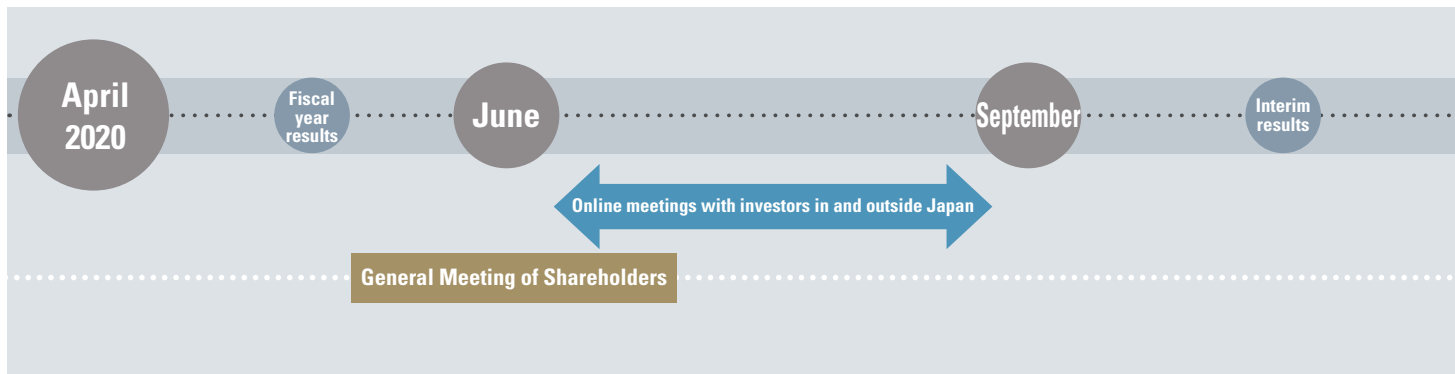 April
2020
Fiscal
year
results
June
September
Interim
results
Online meetings with investors in and outside Japan
General Meeting of Shareholders